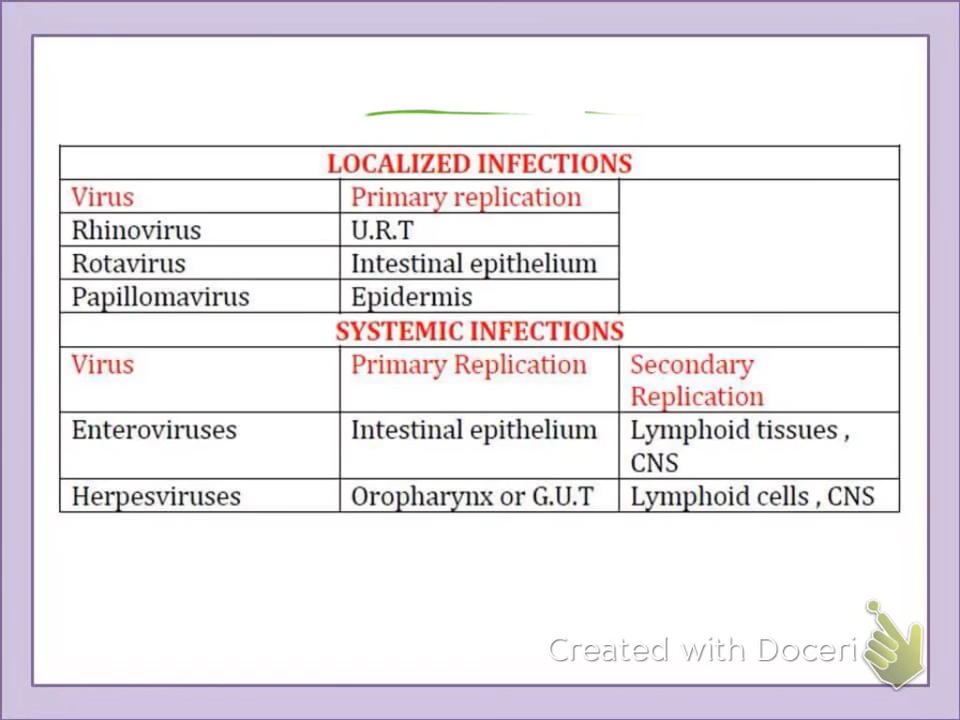 LOCALIZED INFECTIONS
Virus Primary replication
Rhinovirus U.R.T
Rotavirus Intestinal epithelium
Papillomavirus Epidermis
SYSTEMIC INFECTIONS
Virus Primary Replication Secondary Replication
Enteroviruses Intestinal epithelium Lymphoid tissues , CNS
Herpesviruses Oropharynx or G.U.T Lymphoid cells , CNS
Created with Doceri